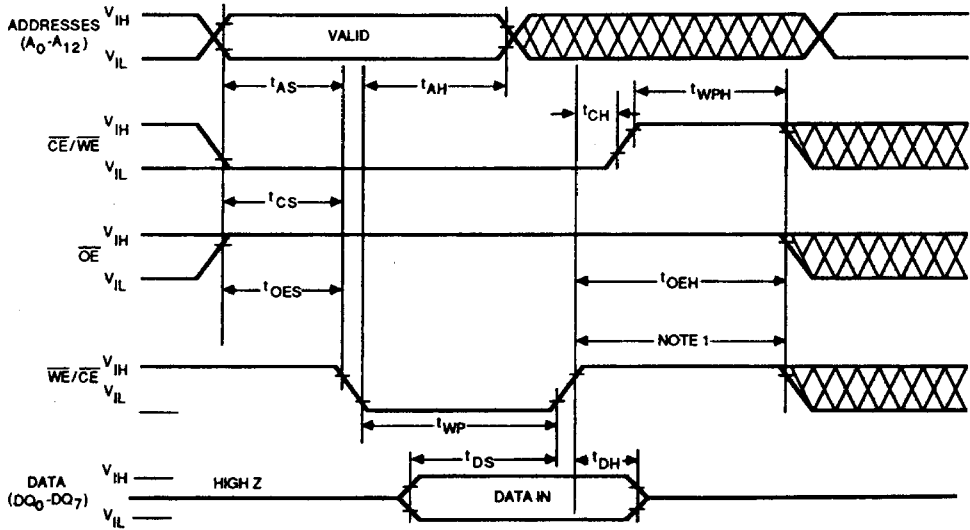 ADDRESSES
(A0-A12)
VIH
VIL
VALID
tAS
tAH
tWPH
tCH
CE/WE
VIH
VIL
tCS
OE
VIH
VIL
tOES
tOEH
NOTE 1
WE/CE
VIH
VIL
tWP
tDS
tDH
DATA
(DQ0-DQ7)
VIH
VIL
HIGH Z
DATA IN